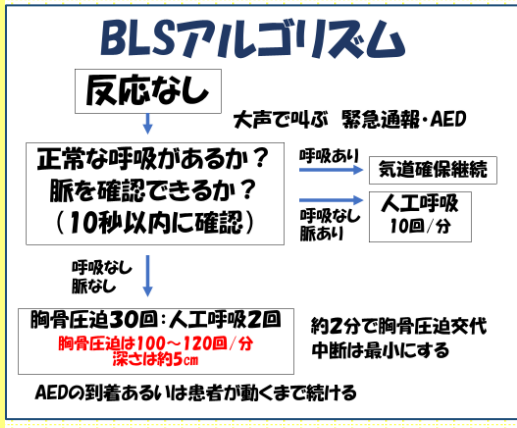 BLSアルゴリズム
反応なし
大声で叫ぶ 緊急通報・AED
正常な呼吸があるか？
脈を確認できるか？
（10秒以内に確認）
呼吸あり
気道確保継続
呼吸なし
脈あり
人工呼吸
10回/分
呼吸なし
脈なし
胸骨圧迫30回：人工呼吸2回
胸骨圧迫は100～120回/分
深さは約5cm
約2分で胸骨圧迫交代
中断は最小にする
AEDの到着あるいは患者が動くまで続ける